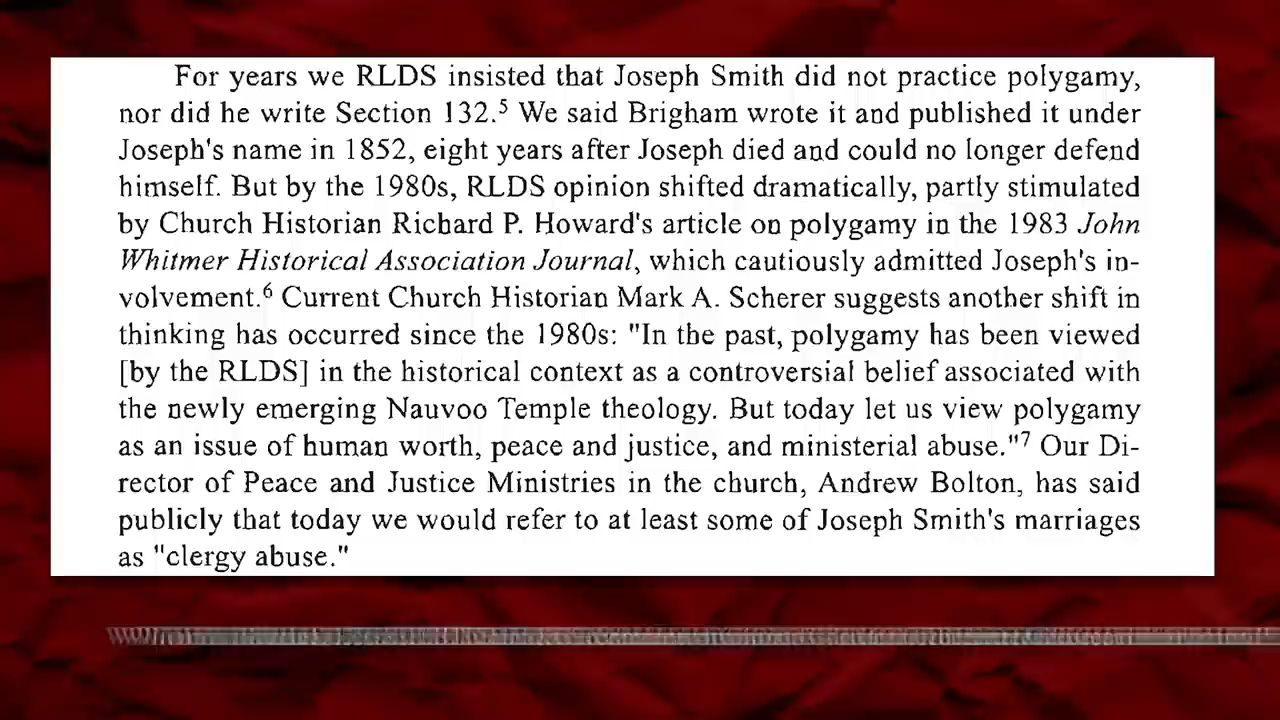 For years we RLDS insisted that Joseph Smith did not practice polygamy,
nor did he write Section 132.⁵ We said Brigham wrote it and published it under
Joseph's name in 1852, eight years after Joseph died and could no longer defend
himself. But by the 1980s, RLDS opinion shifted dramatically, partly stimulated
by Church Historian Richard P. Howard's article on polygamy in the 1983 John
Whitmer Historical Association Journal, which cautiously admitted Joseph's in-
volvement.⁶ Current Church Historian Mark A. Scherer suggests another shift in
thinking has occurred since the 1980s: "In the past, polygamy has been viewed
[by the RLDS] in the historical context as a controversial belief associated with
the newly emerging Nauvoo Temple theology. But today let us view polygamy
as an issue of human worth, peace and justice, and ministerial abuse."⁷ Our Di-
rector of Peace and Justice Ministries in the church, Andrew Bolton, has said
publicly that today we would refer to at least some of Joseph Smith's marriages
as "clergy abuse."